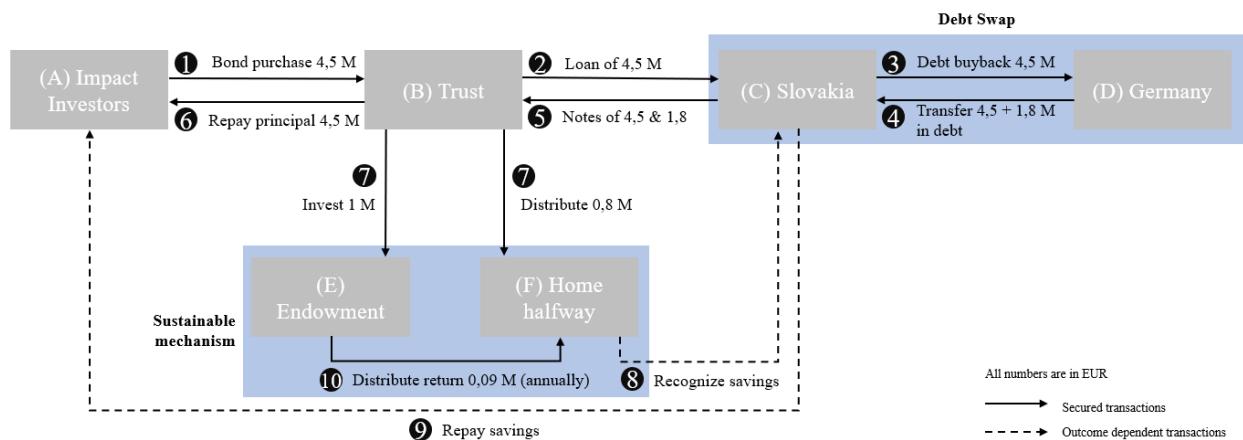 Debt Swap
(A) Impact
Investors
1 Bond purchase 4,5 M
6 Repay principal 4,5 M
(B) Trust
2 Loan of 4,5 M
5 Notes of 4,5 & 1,8
(C) Slovakia
3 Debt buyback 4,5 M
4 Transfer 4,5 + 1,8 M
in debt
(D) Germany
7
Invest 1 M
7
Distribute 0,8 M
Sustainable
mechanism
(E)
Endowment
(F) Home
halfway
10 Distribute return 0,09 M (annually)
8 Recognize savings
9 Repay savings
All numbers are in EUR
Secured transactions
Outcome dependent transactions